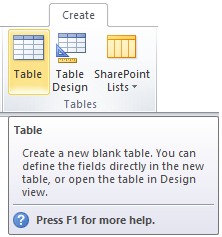 Create
Table Table SharePoint
Design Lists
Tables
Table
Create a new blank table. You can
define the fields directly in the new
table, or open the table in Design
view.
Press F1 for more help.